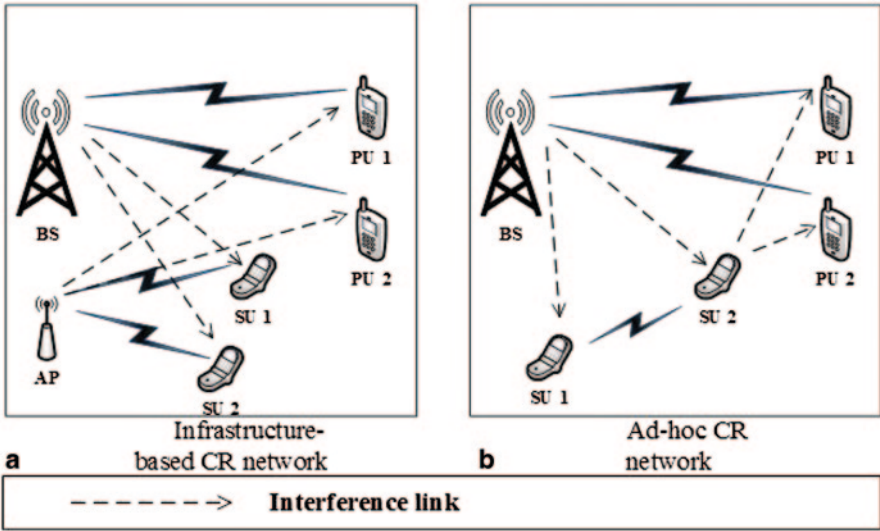 BS
PU 1
PU 2
SU 1
AP
SU 2
Infrastructure-
a based CR network
BS
PU 1
PU 2
SU 2
SU 1
Ad-hoc CR
b network
Interference link